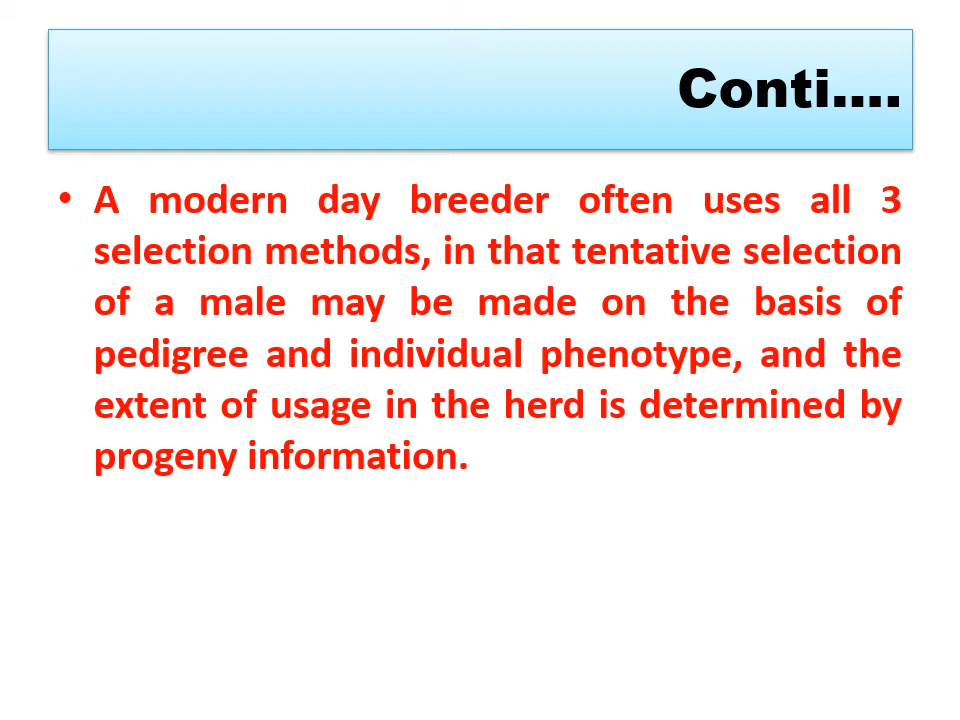 Conti....
• A modern day breeder often uses all 3
selection methods, in that tentative selection
of a male may be made on the basis of
pedigree and individual phenotype, and the
extent of usage in the herd is determined by
progeny information.